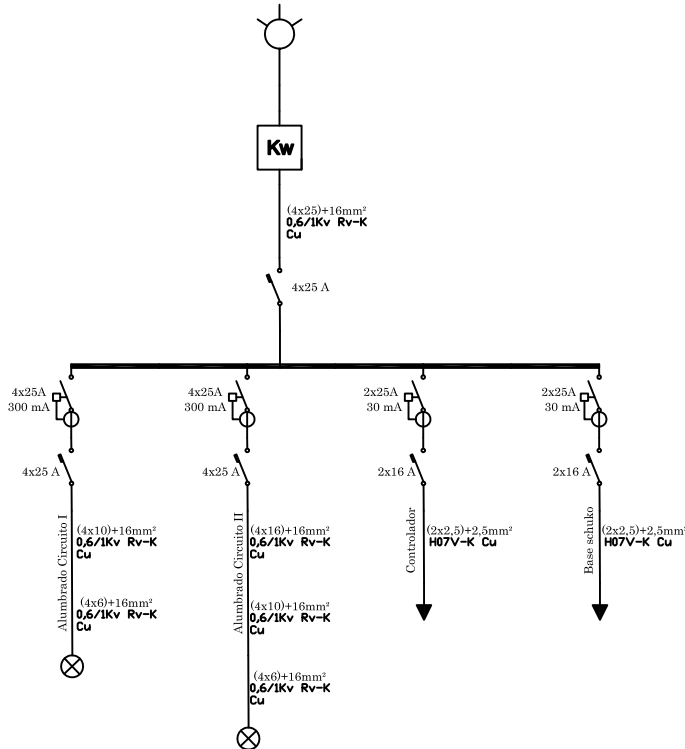 Kw
(4x25)+16mm²
0,6/1Kv Rv-K
Cu
4x25 A
4x25A
300 mA
4x25 A
Alumbrado Circuito I
(4x10)+16mm²
0,6/1Kv Rv-K
Cu
(4x6)+16mm²
0,6/1Kv Rv-K
Cu
4x25A
300 mA
4x25 A
Alumbrado Circuito II
(4x16)+16mm²
0,6/1Kv Rv-K
Cu
(4x10)+16mm²
0,6/1Kv Rv-K
Cu
(4x6)+16mm²
0,6/1Kv Rv-K
Cu
2x25A
30 mA
2x16 A
Controlador
(2x2,5)+2,5mm²
H07V-K Cu
2x25A
30 mA
2x16 A
Base schuko
(2x2,5)+2,5mm²
H07V-K Cu